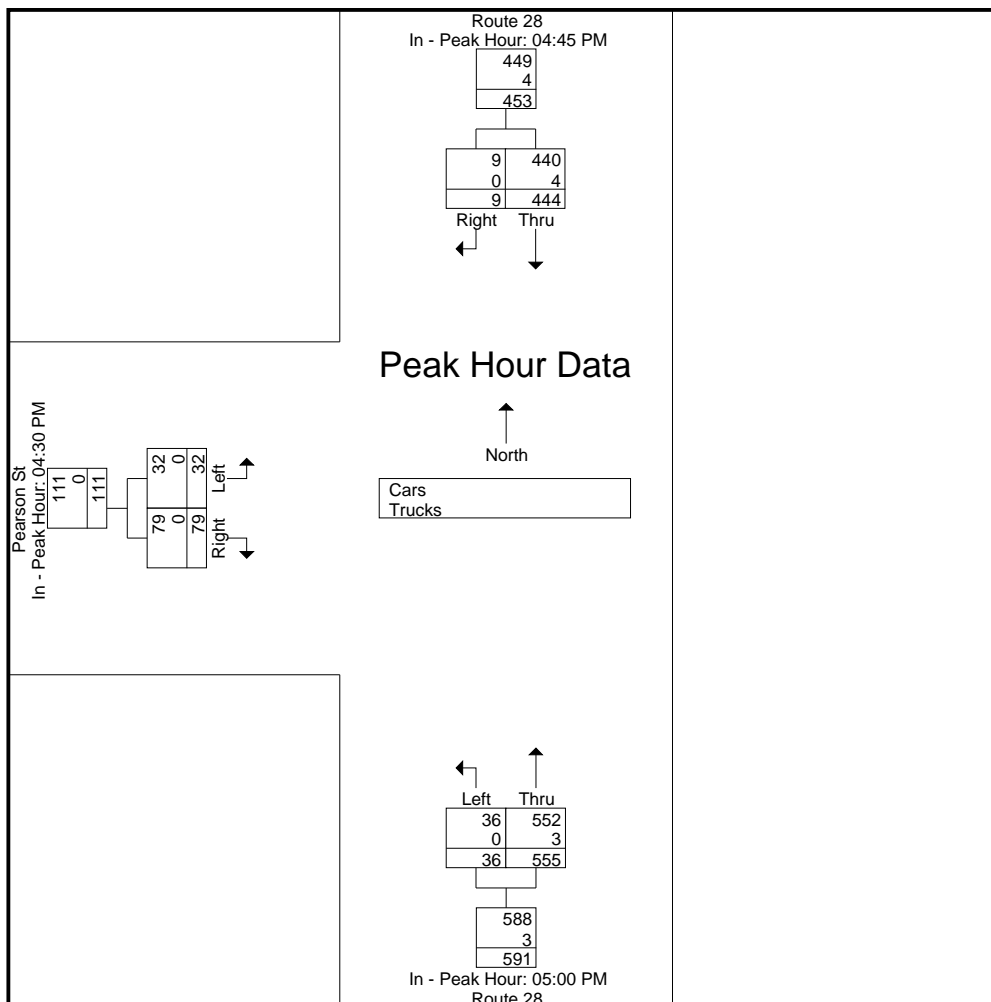 Route 28
In - Peak Hour: 04:45 PM
449
4
453
9 440
0 4
9 444
Right Thru
Peak Hour Data
North
Cars
Trucks
Pearson St
In - Peak Hour: 04:30 PM
111
0
111
32
0
32
Left
79
0
79
Right
Left Thru
36 552
0 3
36 555
588
3
591
In - Peak Hour: 05:00 PM
Route 28